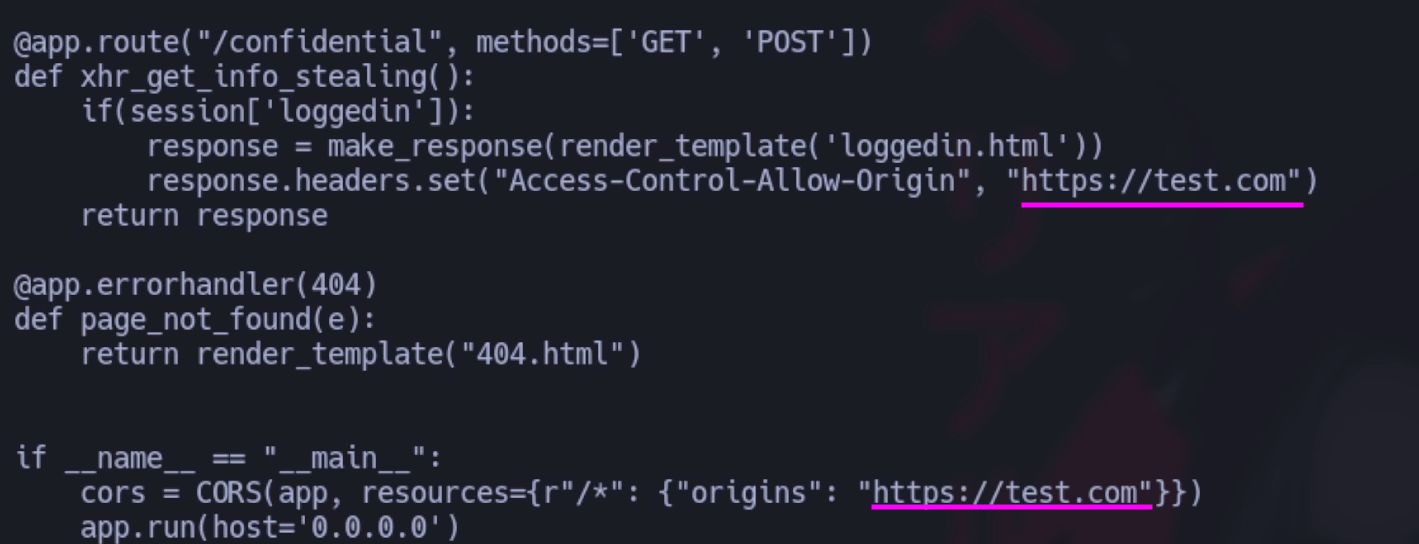 @app.route("/confidential", methods=['GET', 'POST'])
def xhr_get_info_stealing():
    if(session['loggedin']):
        response = make_response(render_template('loggedin.html'))
        response.headers.set("Access-Control-Allow-Origin", "https://test.com")
    return response

@app.errorhandler(404)
def page_not_found(e):
    return render_template("404.html")


if __name__ == "__main__":
    cors = CORS(app, resources={r"/*": {"origins": "https://test.com"}})
    app.run(host='0.0.0.0')